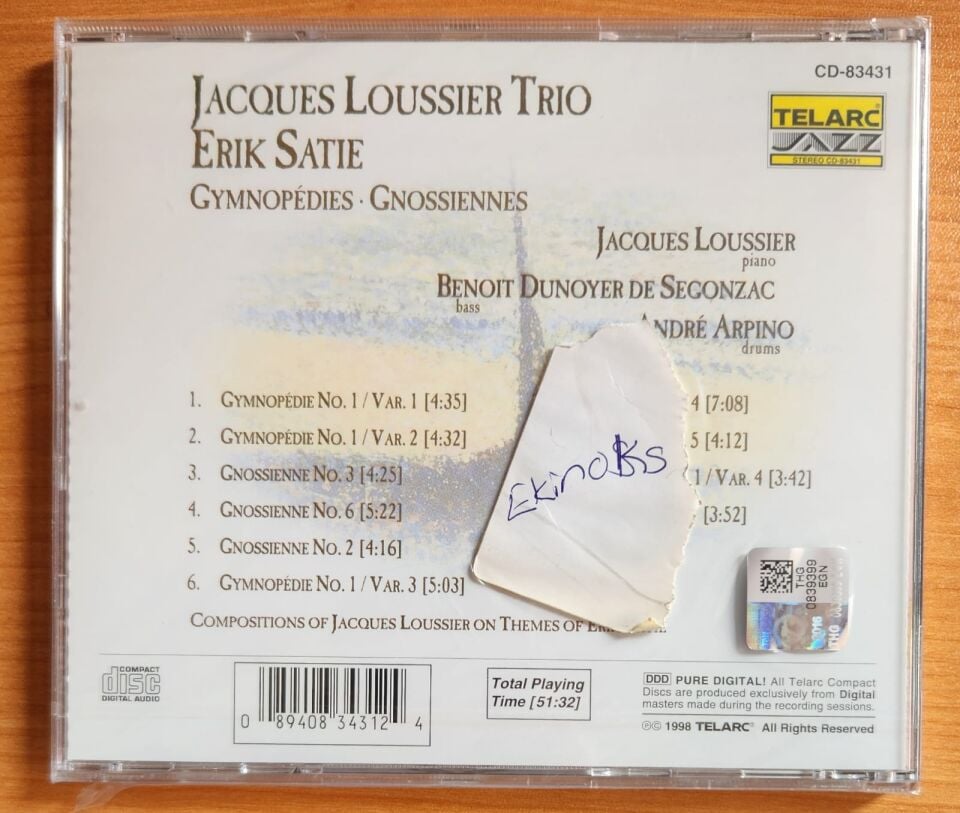 CD-83431
JACQUES LOUSSIER TRIO
ERIK SATIE
GYMNOPÉDIES · GNOSSIENNES
TELARC®
JAZZ
STEREO CD-83431
JACQUES LOUSSIER
piano
BENOIT DUNOYER DE SEGONZAC
bass
ANDRÉ ARPINO
drums
1. GYMNOPÉDIE NO. 1 / VAR. 1 [4:35]
2. GYMNOPÉDIE NO. 1 / VAR. 2 [4:32]
3. GNOSSIENNE NO. 3 [4:25]
4. GNOSSIENNE NO. 6 [5:22]
5. GNOSSIENNE NO. 2 [4:16]
6. GYMNOPÉDIE NO. 1 / VAR. 3 [5:03]
4 [7:08]
5 [4:12]
1 / VAR. 4 [3:42]
[3:52]
Ekinoks
COMPOSITIONS OF JACQUES LOUSSIER ON THEMES OF
THG
0839399
EGN
2016
THG
COMPACT
disc
DIGITAL AUDIO
0 89408 34312 4
Total Playing
Time [51:32]
DDD PURE DIGITAL! All Telarc Compact
Discs are produced exclusively from Digital
masters made during the recording sessions.
℗© 1998 TELARC® All Rights Reserved